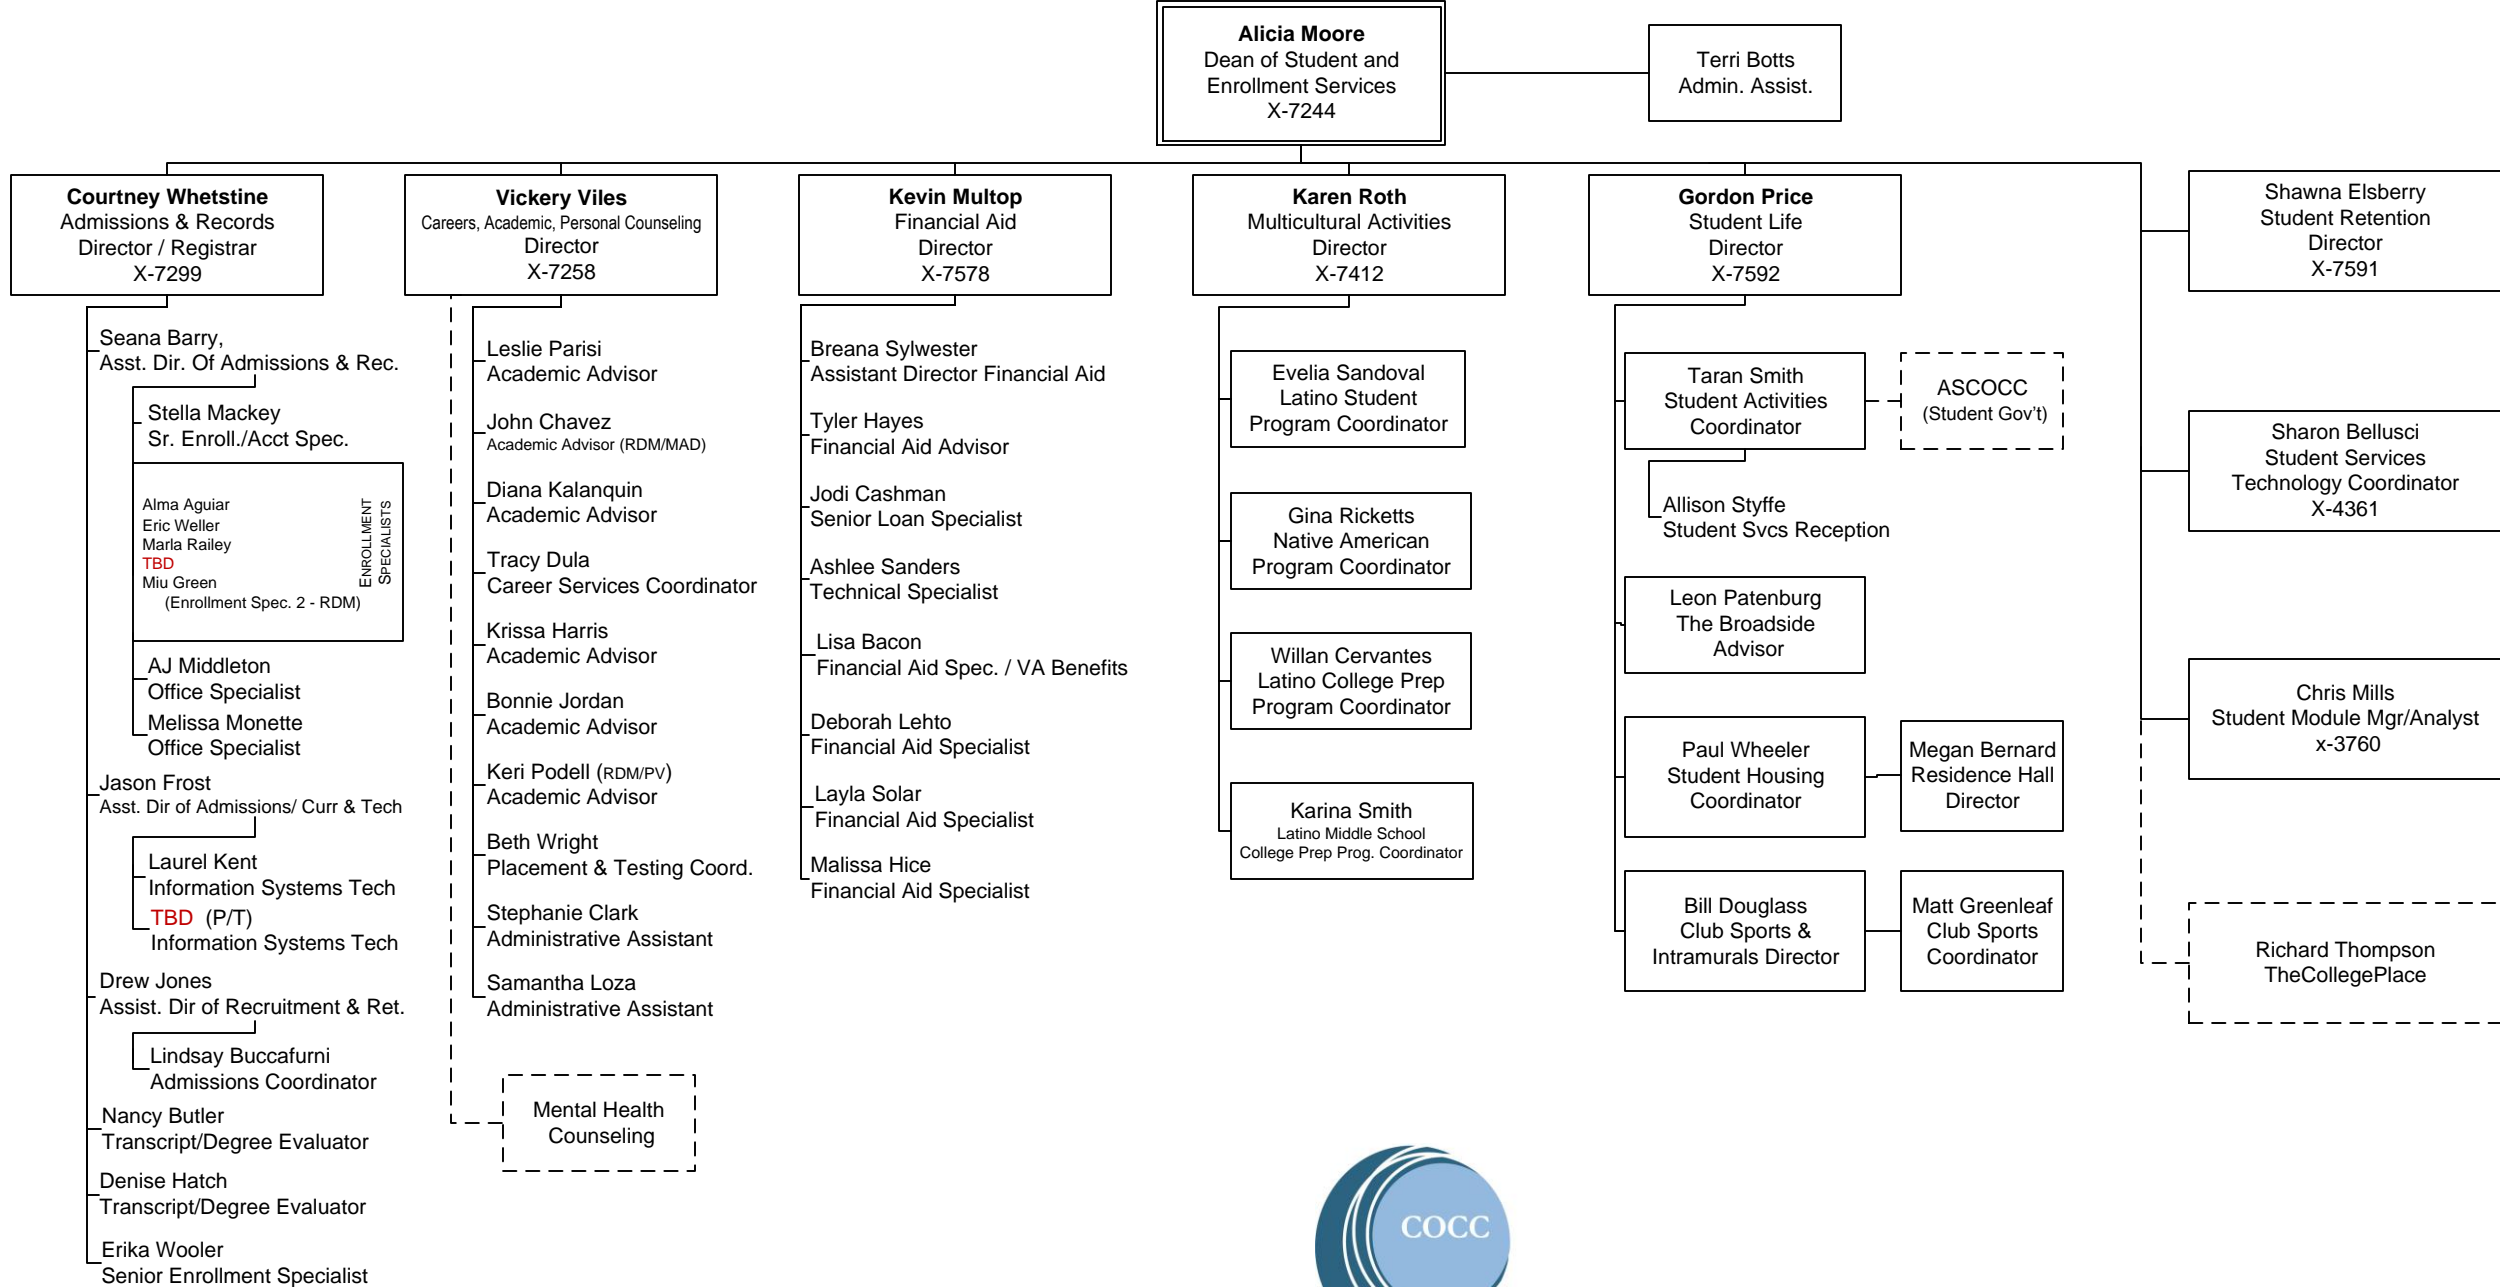 Alicia Moore
Dean of Student and
Enrollment Services
X-7244
Terri Botts
Admin. Assist.
Courtney Whetstine
Admissions & Records
Director / Registrar
X-7299
Seana Barry,
Asst. Dir. Of Admissions & Rec.
Stella Mackey
Sr. Enroll./Acct Spec.
Alma Aguiar
Eric Weller
Marla Railey
TBD
Miu Green
(Enrollment Spec. 2 - RDM)
ENROLLMENT
SPECIALISTS
AJ Middleton
Office Specialist
Melissa Monette
Office Specialist
Jason Frost
Asst. Dir of Admissions/ Curr & Tech
Laurel Kent
Information Systems Tech
TBD (P/T)
Information Systems Tech
Drew Jones
Assist. Dir of Recruitment & Ret.
Lindsay Buccafurni
Admissions Coordinator
Nancy Butler
Transcript/Degree Evaluator
Denise Hatch
Transcript/Degree Evaluator
Erika Wooler
Senior Enrollment Specialist
Vickery Viles
Careers, Academic, Personal Counseling
Director
X-7258
Leslie Parisi
Academic Advisor
John Chavez
Academic Advisor (RDM/MAD)
Diana Kalanquin
Academic Advisor
Tracy Dula
Career Services Coordinator
Krissa Harris
Academic Advisor
Bonnie Jordan
Academic Advisor
Keri Podell (RDM/PV)
Academic Advisor
Beth Wright
Placement & Testing Coord.
Stephanie Clark
Administrative Assistant
Samantha Loza
Administrative Assistant
Mental Health
Counseling
Kevin Multop
Financial Aid
Director
X-7578
Breana Sylwester
Assistant Director Financial Aid
Tyler Hayes
Financial Aid Advisor
Jodi Cashman
Senior Loan Specialist
Ashlee Sanders
Technical Specialist
Lisa Bacon
Financial Aid Spec. / VA Benefits
Deborah Lehto
Financial Aid Specialist
Layla Solar
Financial Aid Specialist
Malissa Hice
Financial Aid Specialist
Karen Roth
Multicultural Activities
Director
X-7412
Evelia Sandoval
Latino Student
Program Coordinator
Gina Ricketts
Native American
Program Coordinator
Willan Cervantes
Latino College Prep
Program Coordinator
Karina Smith
Latino Middle School
College Prep Prog. Coordinator
Gordon Price
Student Life
Director
X-7592
Taran Smith
Student Activities
Coordinator
ASCOCC
(Student Gov't)
Allison Styffe
Student Svcs Reception
Leon Patenburg
The Broadside
Advisor
Paul Wheeler
Student Housing
Coordinator
Megan Bernard
Residence Hall
Director
Bill Douglass
Club Sports &
Intramurals Director
Matt Greenleaf
Club Sports
Coordinator
Shawna Elsberry
Student Retention
Director
X-7591
Sharon Bellusci
Student Services
Technology Coordinator
X-4361
Chris Mills
Student Module Mgr/Analyst
x-3760
Richard Thompson
TheCollegePlace
COCC